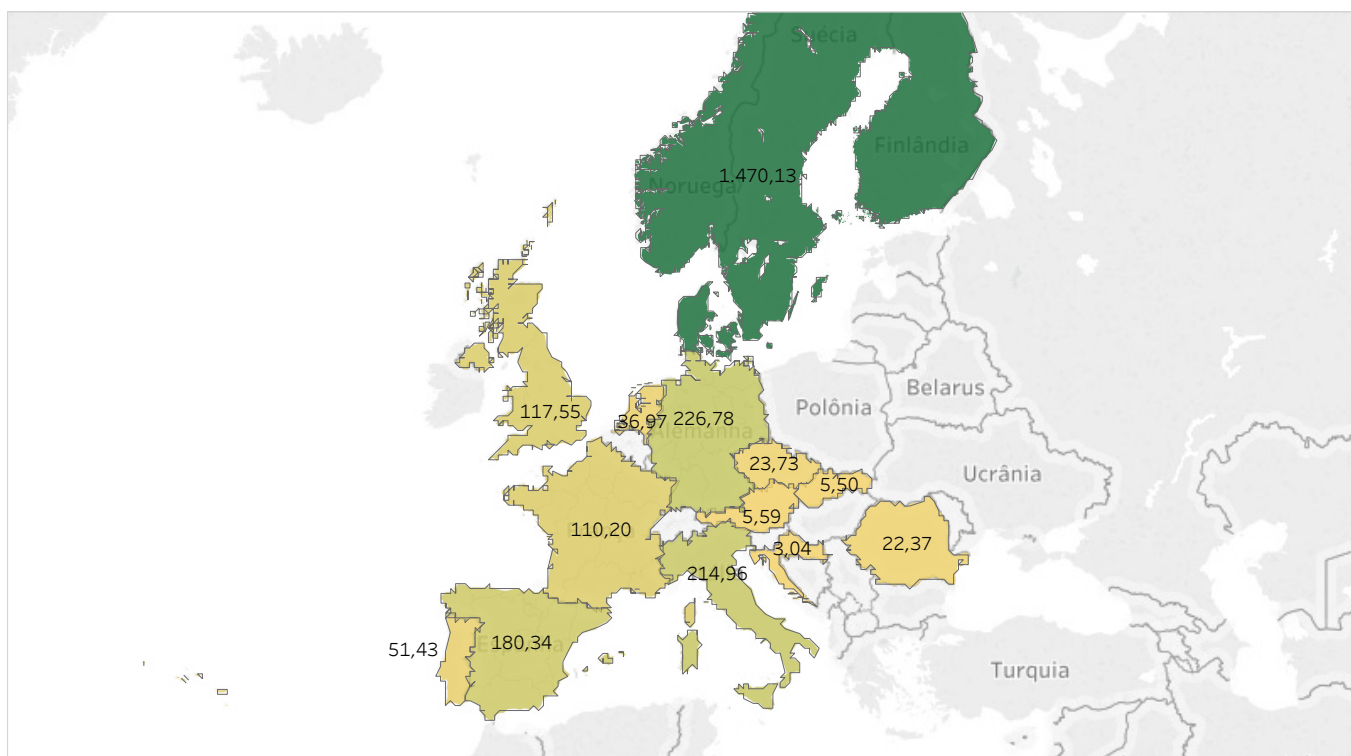 Suécia
Finlândia
1.470,13
Noruega
Belarus
Polônia
117,55
36,97
226,78
Alemanha
23,73
Ucrânia
5,50
5,59
110,20
22,37
3,04
214,96
51,43
180,34
Turquia